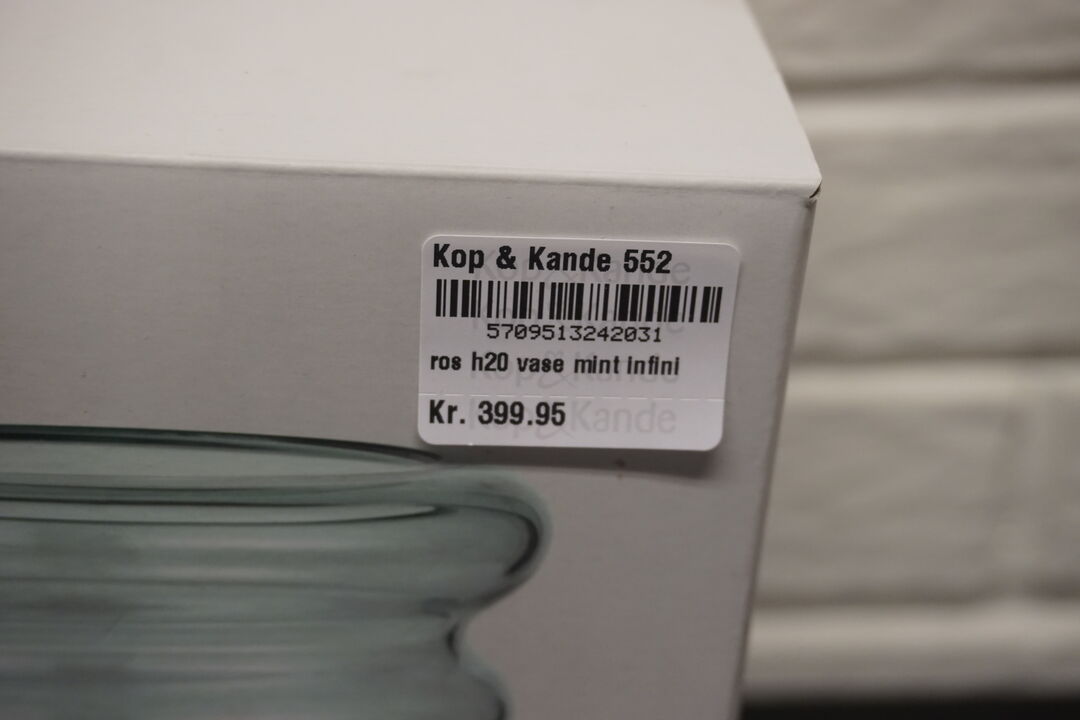 Kop & Kande 552
5709513242031
ros h20 vase mint infini
Kr. 399.95